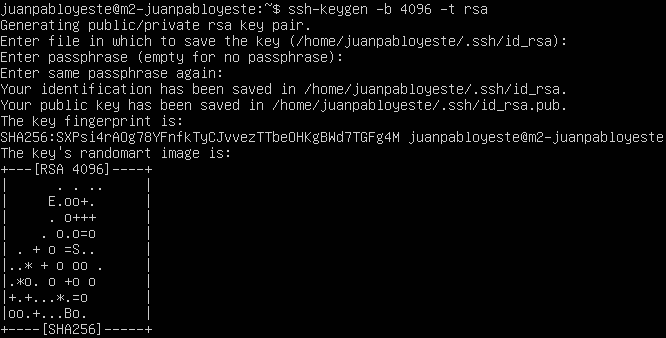 juanpabloyeste@m2-juanpabloyeste:~$ ssh-keygen -b 4096 -t rsa
Generating public/private rsa key pair.
Enter file in which to save the key (/home/juanpabloyeste/.ssh/id_rsa):
Enter passphrase (empty for no passphrase):
Enter same passphrase again:
Your identification has been saved in /home/juanpabloyeste/.ssh/id_rsa.
Your public key has been saved in /home/juanpabloyeste/.ssh/id_rsa.pub.
The key fingerprint is:
SHA256:SXPsi4rAOg78YFnfkTyCJvvezTTbeOHKgBWd7TGFg4M juanpabloyeste@m2-juanpabloyeste
The key's randomart image is:
+---[RSA 4096]----+
|      . . ..     |
|     E.oo+.      |
|     . o+++      |
|    . o.o=o      |
| . + o =S..      |
|..* + o oo .     |
|.*o. o +o o      |
|+.+...*.=o       |
|oo.+...Bo.       |
+----[SHA256]-----+